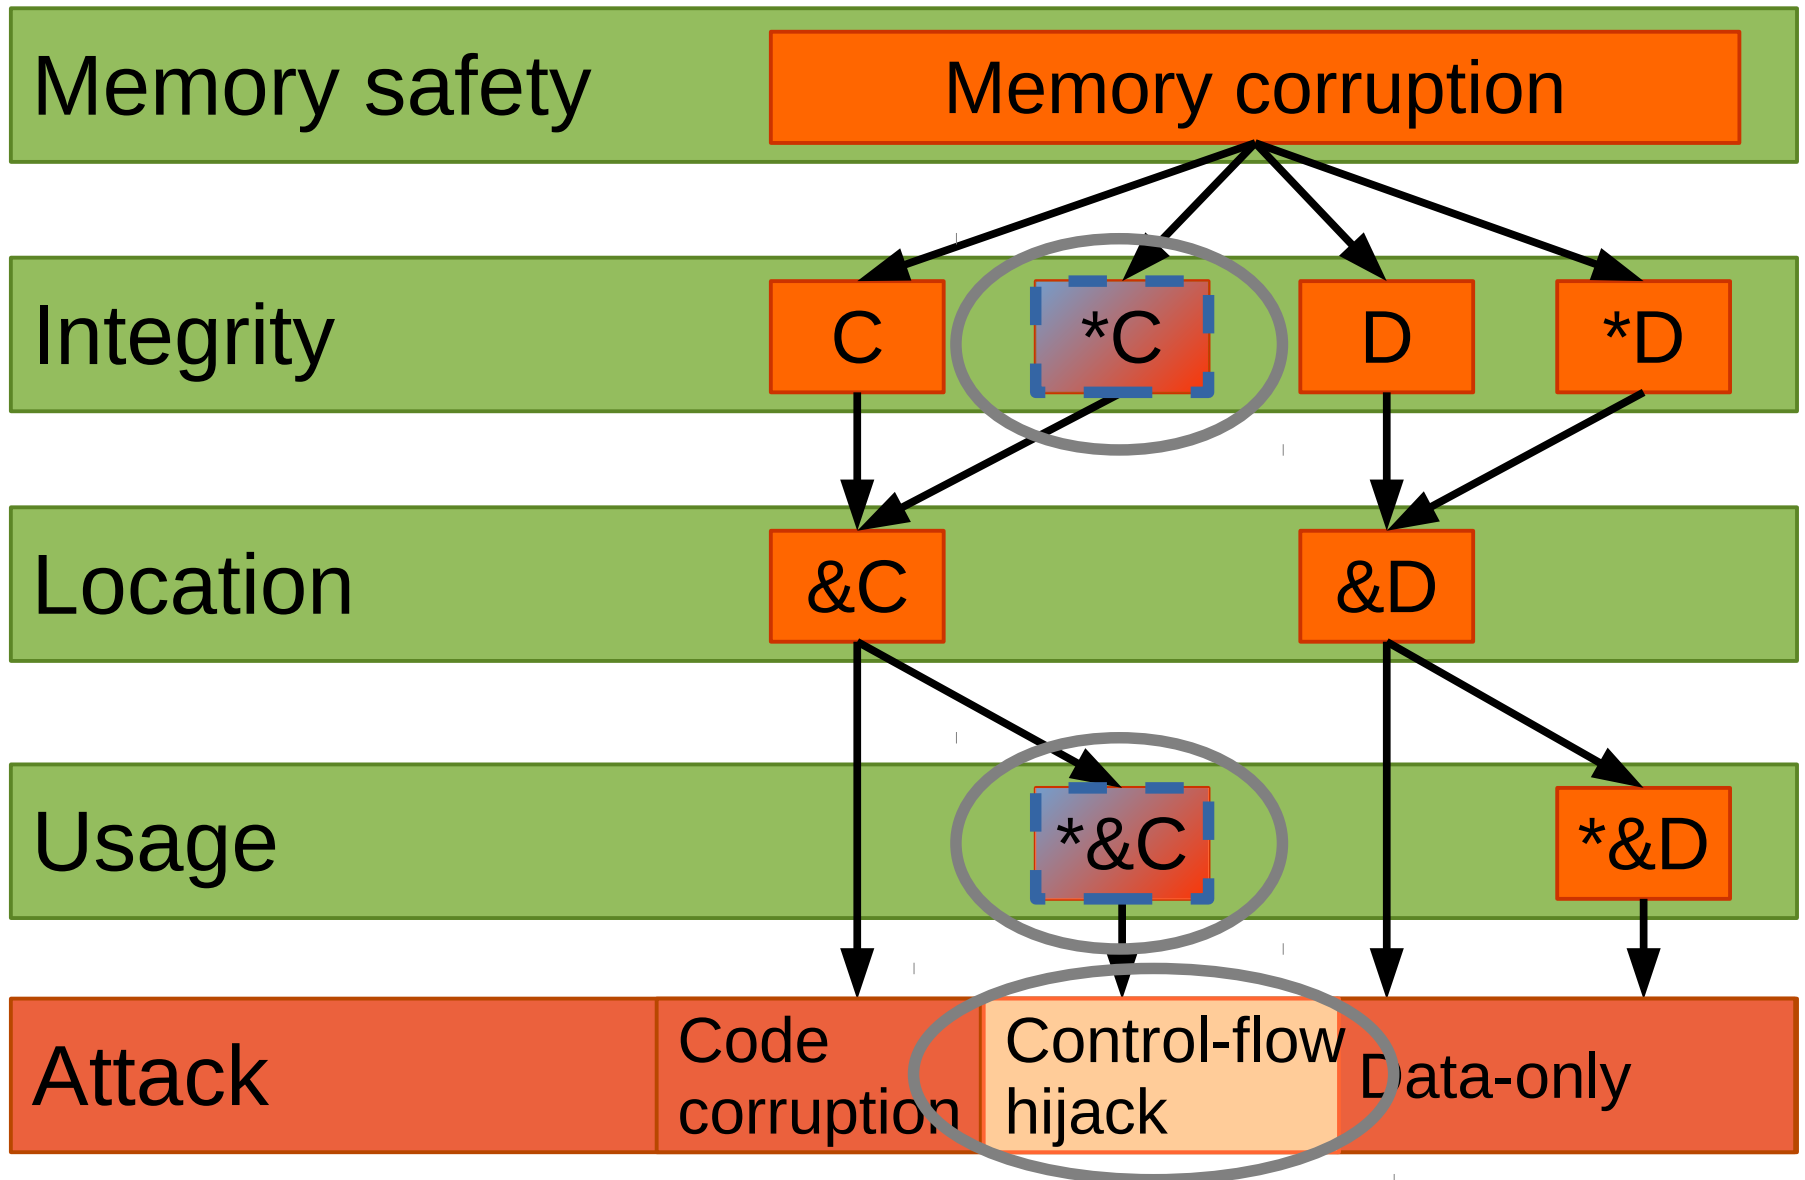 Memory safety
Memory corruption
Integrity
C
*C
D
*D
Location
&C
&D
Usage
*&C
*&D
Attack
Code
corruption
Control-flow
hijack
Data-only